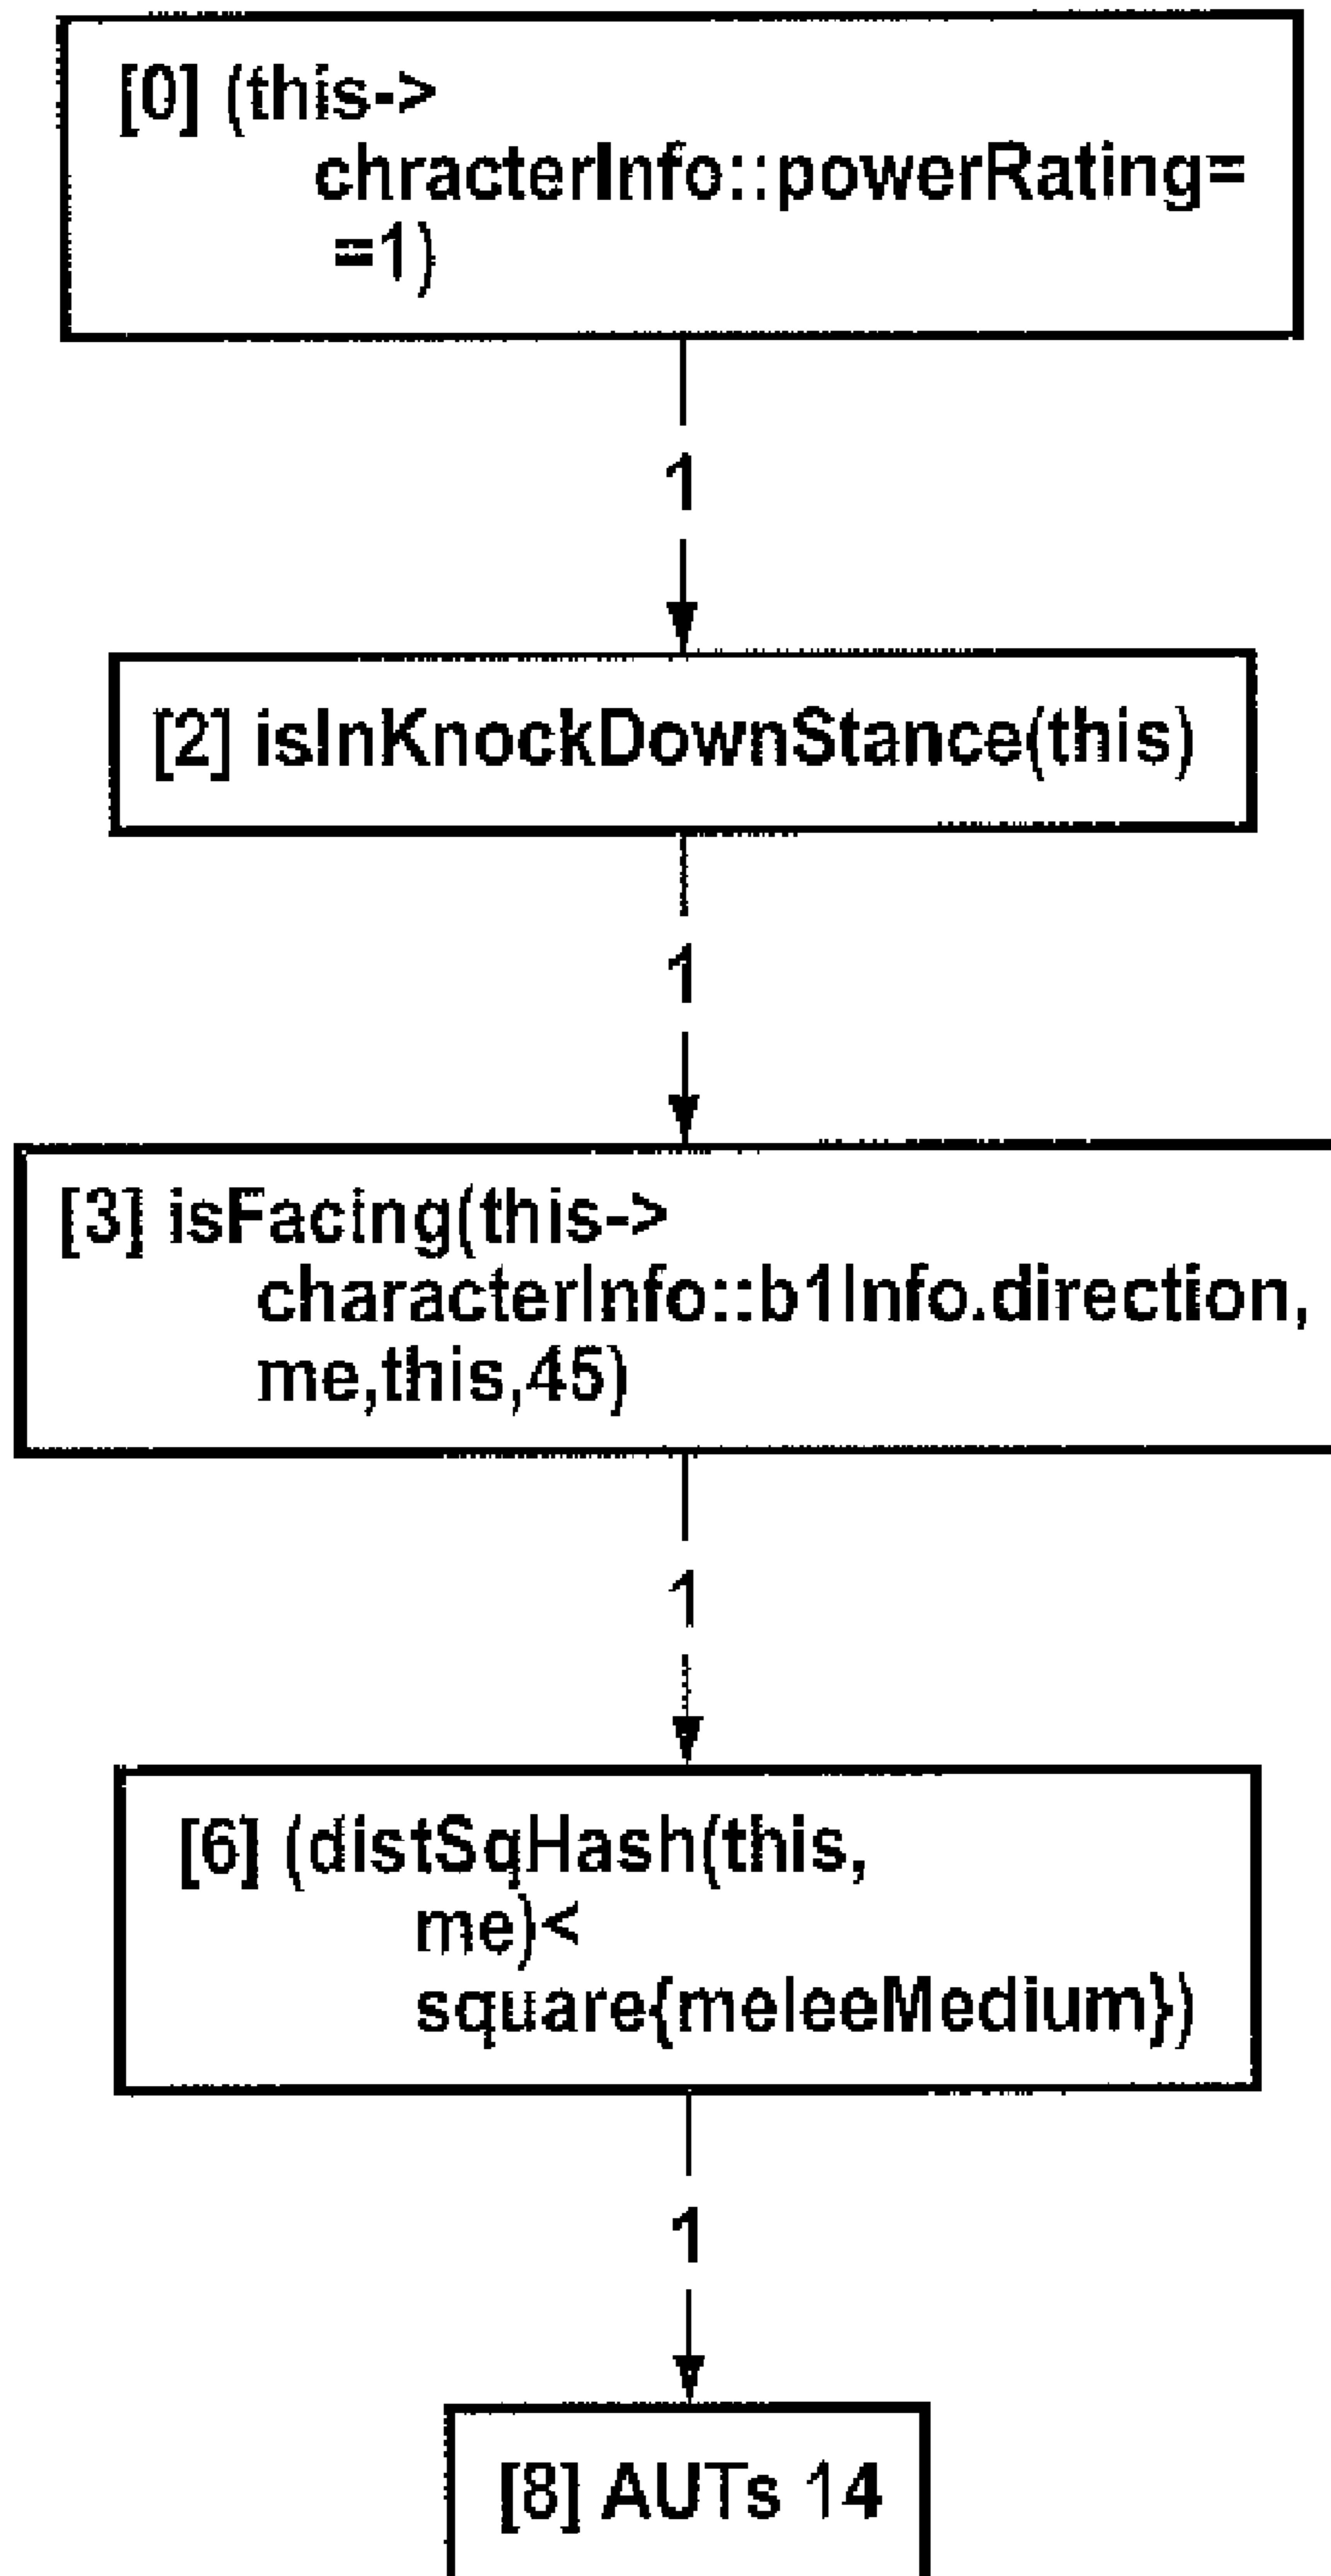 [0] (this->
chracterInfo::powerRating=
=1)
1
[2] isInKnockDownStance(this)
1
[3] isFacing(this->
characterInfo::b1Info.direction,
me,this,45)
1
[6] (distSqHash(this,
me)<
square{meleeMedium})
1
[8] AUTs 14